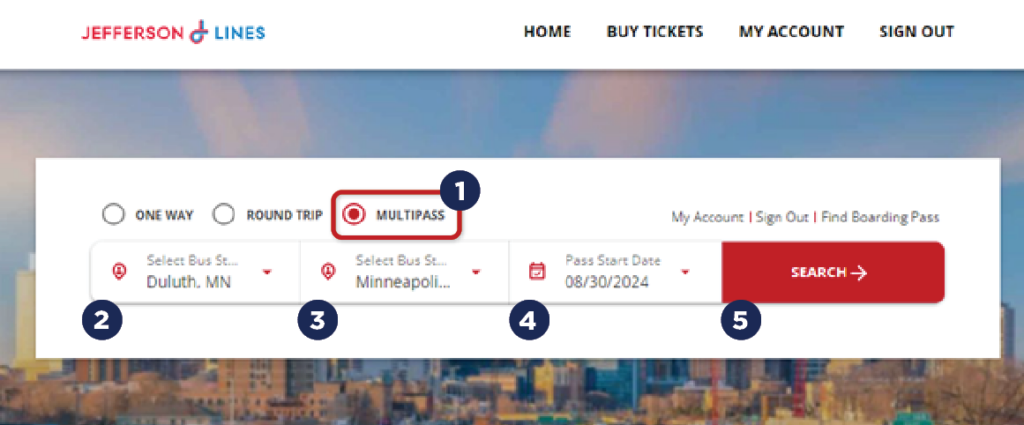 JEFFERSON LINES
HOME BUY TICKETS MY ACCOUNT SIGN OUT
1
ONE WAY ROUND TRIP MULTIPASS
My Account | Sign Out | Find Boarding Pass
Select Bus St... Select Bus St... Pass Start Date
Duluth, MN Minneapoli... 08/30/2024
SEARCH
2 3 4 5